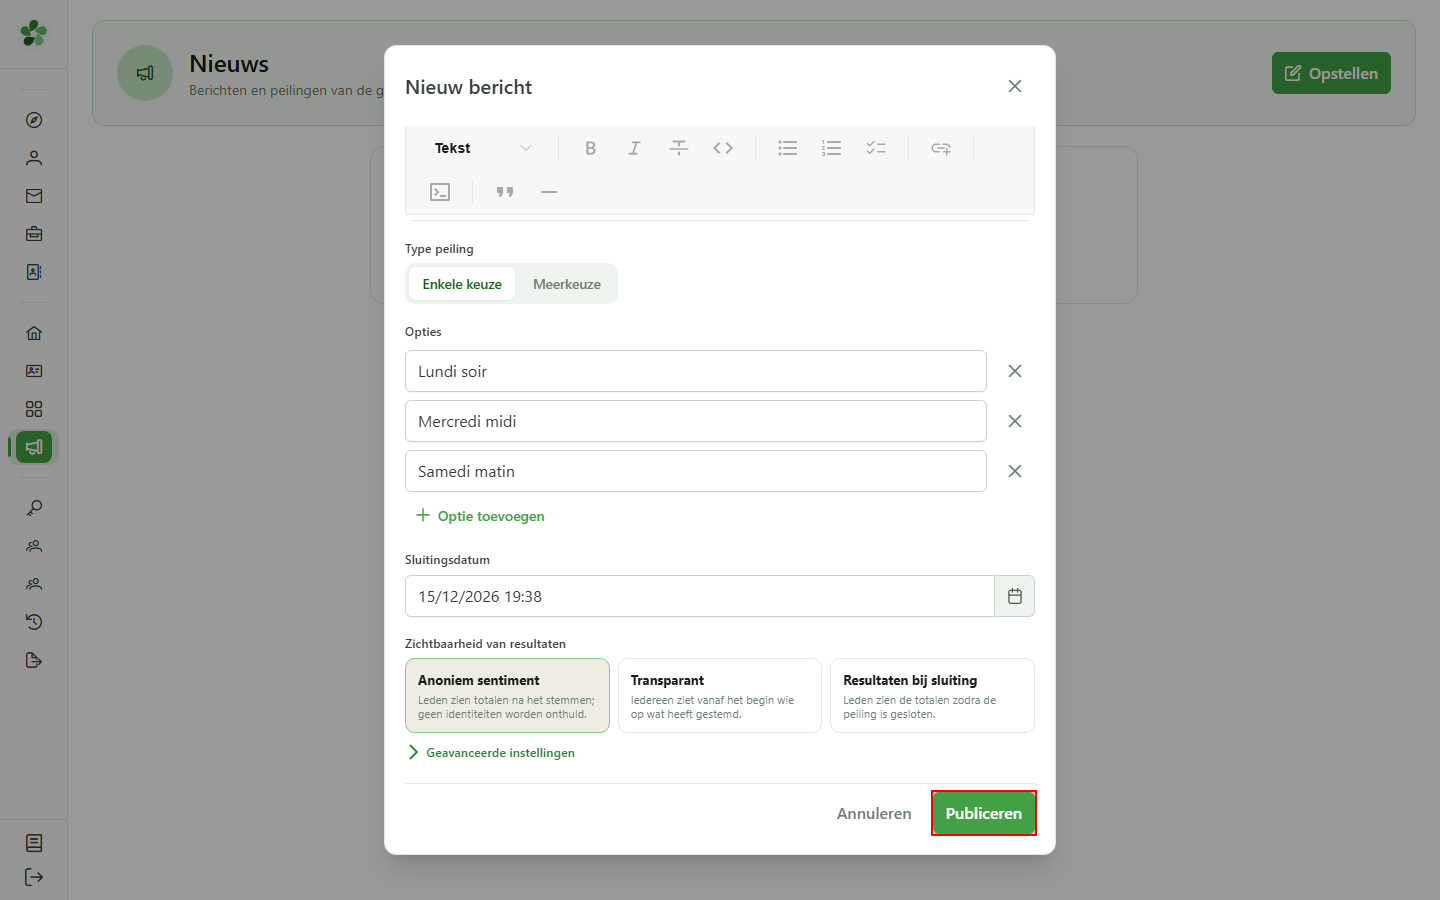 Nieuws
Berichten en peilingen van de g
Opstellen
Nieuw bericht
Tekst
Type peiling
Enkele keuze
Meerkeuze
Opties
Lundi soir
Mercredi midi
Samedi matin
Optie toevoegen
Sluitingsdatum
15/12/2026 19:38
Zichtbaarheid van resultaten
Anoniem sentiment
Leden zien totalen na het stemmen;
geen identiteiten worden onthuld.
Transparant
Iedereen ziet vanaf het begin wie
op wat heeft gestemd.
Resultaten bij sluiting
Leden zien de totalen zodra de
peiling is gesloten.
Geavanceerde instellingen
Annuleren
Publiceren